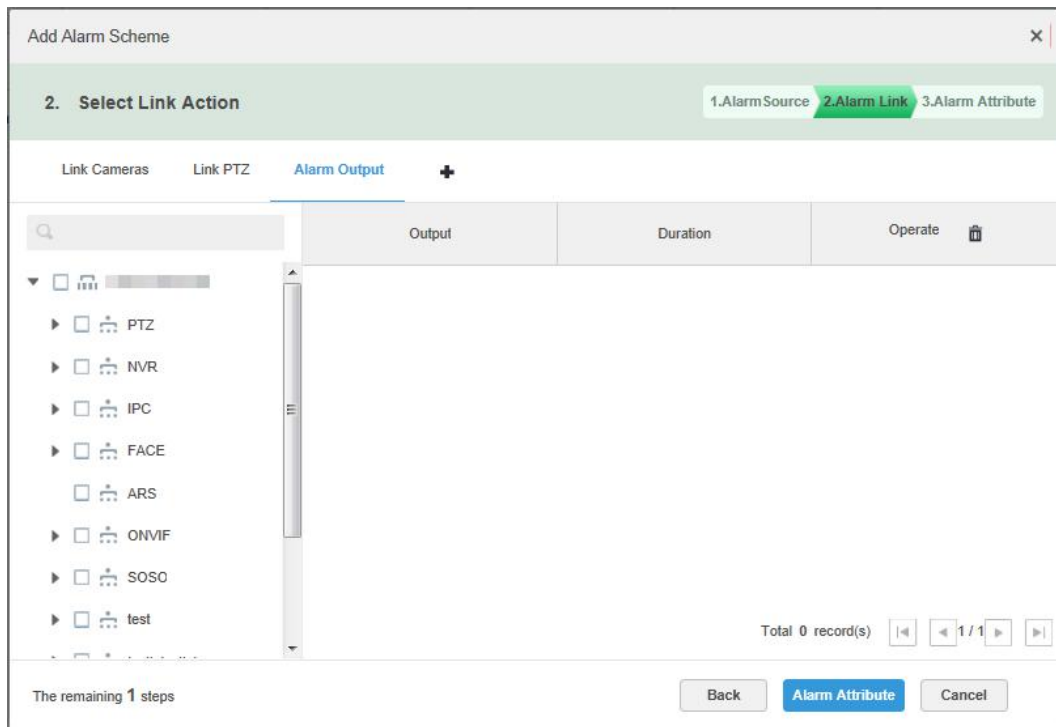 Add Alarm Scheme
2. Select Link Action
1.Alarm Source 2.Alarm Link 3.Alarm Attribute
Link Cameras Link PTZ Alarm Output
Output Duration Operate
PTZ
NVR
IPC
FACE
ARS
ONVIF
SOSO
test
Total 0 record(s) 1 / 1
The remaining 1 steps
Back Alarm Attribute Cancel